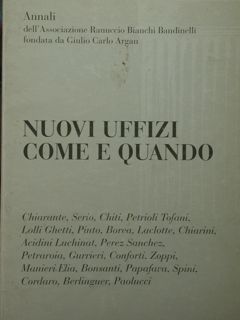 Annali
dell'Associazione Ranuccio Bianchi Bandinelli
fondata da Giulio Carlo Argan
NUOVI UFFIZI
COME E QUANDO
Chiarante, Serio, Chiti, Petrioli Tofani,
Lolli Ghetti, Pinto, Borea, Laclotte, Chiarini,
Acidini Luchinat, Perez Sanchez,
Petraroia, Gurrieri, Conforti, Zoppi,
Manieri Elia, Bonsanti, Papafava, Spini,
Cordaro, Berlinguer, Paolucci